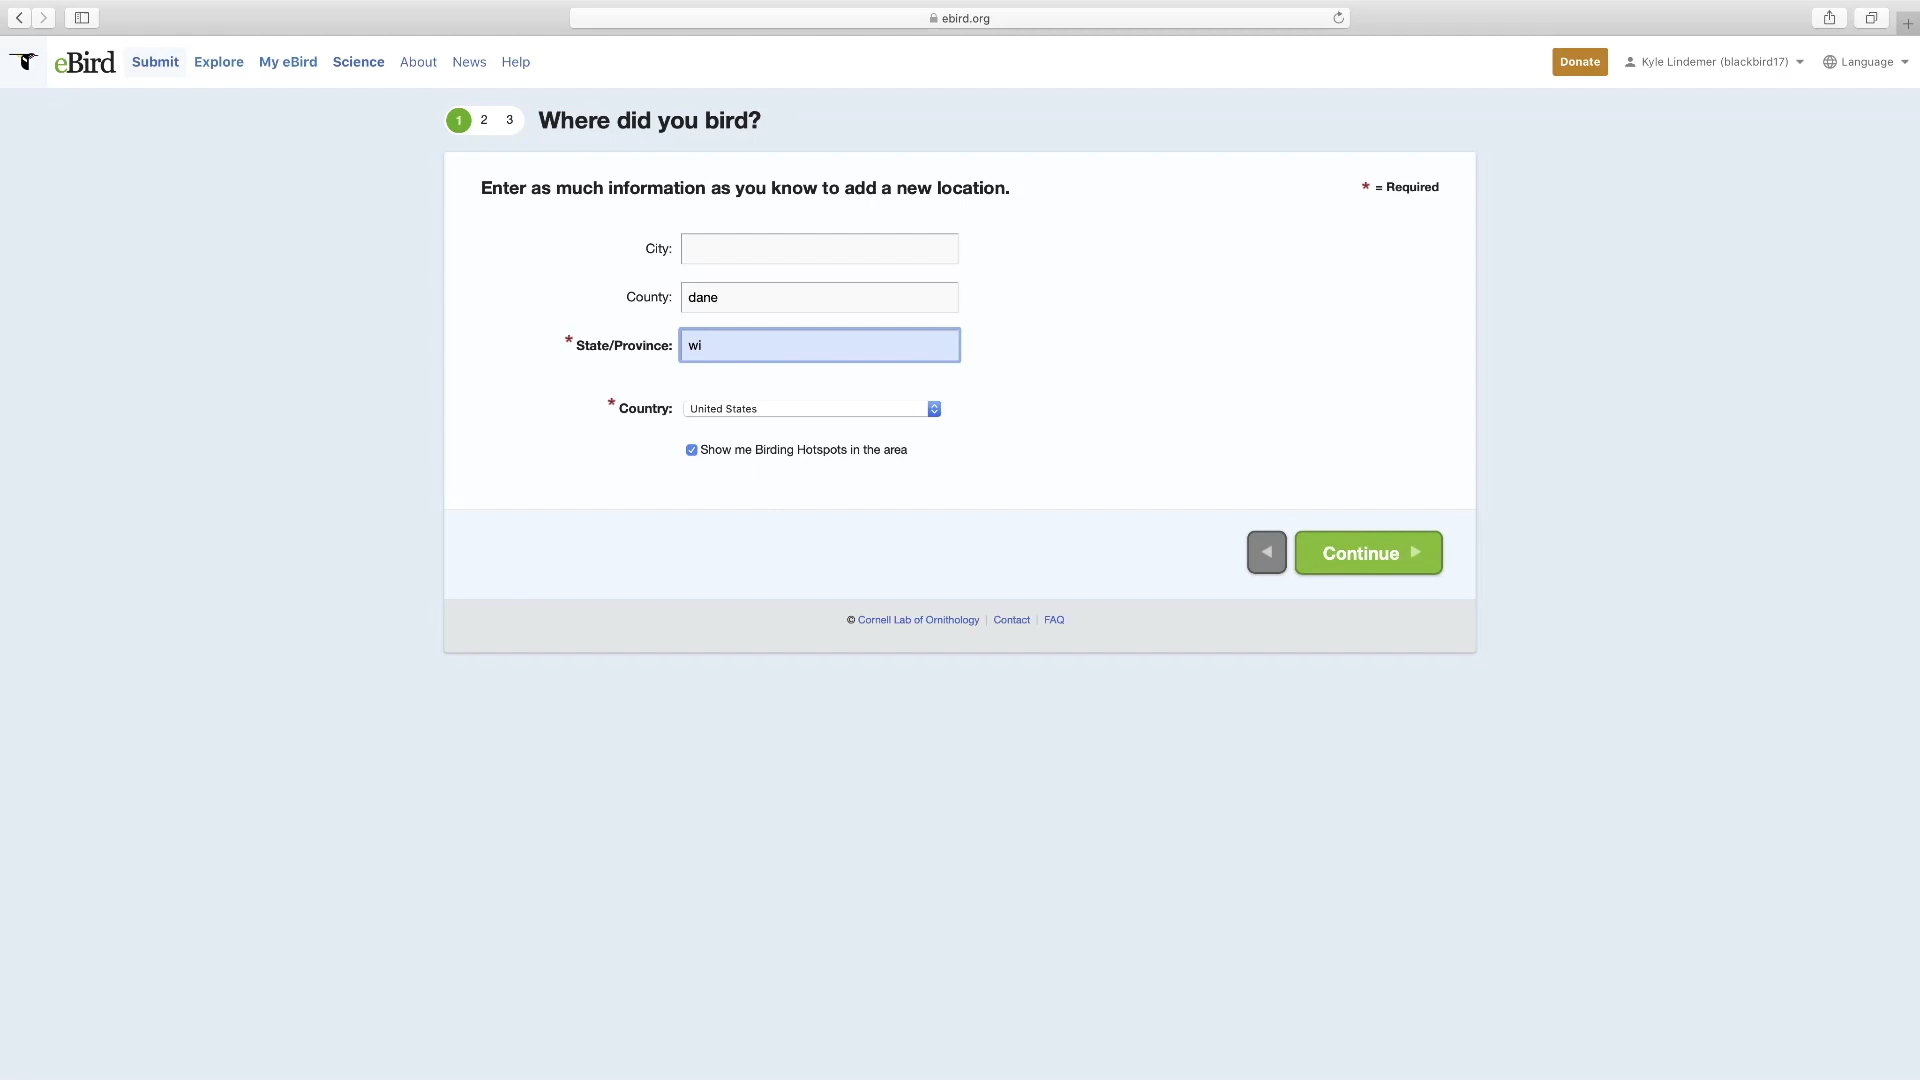 ebird.org
eBird Submit Explore My eBird Science About News Help Donate Kyle Lindemer (blackbird17) Language
1 2 3 Where did you bird?
Enter as much information as you know to add a new location. * = Required
City:
County: dane
* State/Province: wi
* Country: United States
Show me Birding Hotspots in the area
Continue
© Cornell Lab of Ornithology | Contact | FAQ